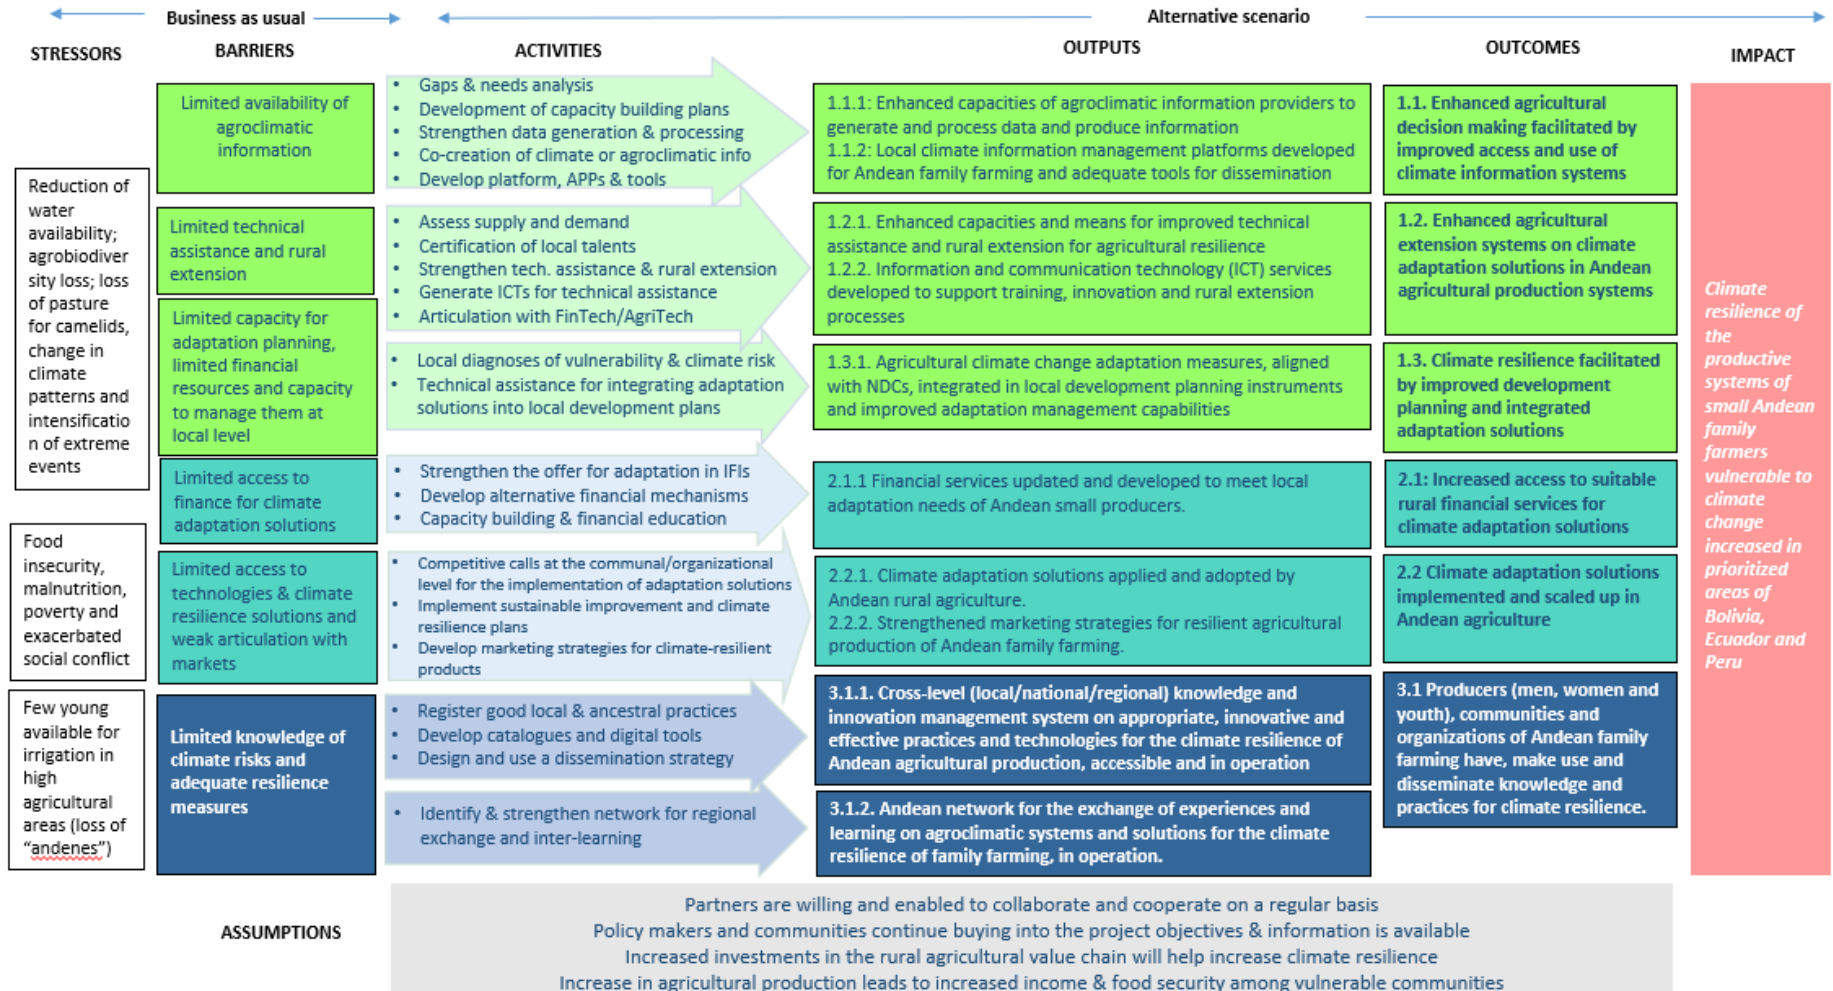 Business as usual
Alternative scenario
STRESSORS
BARRIERS
ACTIVITIES
OUTPUTS
OUTCOMES
IMPACT
Reduction of
water
availability;
agrobiodiver
sity loss; loss
of pasture
for camelids,
change in
climate
patterns and
intensificatio
n of extreme
events
Food
insecurity,
malnutrition,
poverty and
exacerbated
social conflict
Few young
available for
irrigation in
high
agricultural
areas (loss of
“andenes”)
Limited availability of
agroclimatic
information
Limited technical
assistance and rural
extension
Limited capacity for
adaptation planning,
limited financial
resources and capacity
to manage them at
local level
Limited access to
finance for climate
adaptation solutions
Limited access to
technologies & climate
resilience solutions and
weak articulation with
markets
Limited knowledge of
climate risks and
adequate resilience
measures
• Gaps & needs analysis
• Development of capacity building plans
• Strengthen data generation & processing
• Co-creation of climate or agroclimatic info
• Develop platform, APPs & tools
• Assess supply and demand
• Certification of local talents
• Strengthen tech. assistance & rural extension
• Generate ICTs for technical assistance
• Articulation with FinTech/AgriTech
• Local diagnoses of vulnerability & climate risk
• Technical assistance for integrating adaptation
solutions into local development plans
• Strengthen the offer for adaptation in IFIs
• Develop alternative financial mechanisms
• Capacity building & financial education
• Competitive calls at the communal/organizational
level for the implementation of adaptation solutions
• Implement sustainable improvement and climate
resilience plans
• Develop marketing strategies for climate-resilient
products
• Register good local & ancestral practices
• Develop catalogues and digital tools
• Design and use a dissemination strategy
• Identify & strengthen network for regional
exchange and inter-learning
1.1.1: Enhanced capacities of agroclimatic information providers to
generate and process data and produce information
1.1.2: Local climate information management platforms developed
for Andean family farming and adequate tools for dissemination
1.2.1. Enhanced capacities and means for improved technical
assistance and rural extension for agricultural resilience
1.2.2. Information and communication technology (ICT) services
developed to support training, innovation and rural extension
processes
1.3.1. Agricultural climate change adaptation measures, aligned
with NDCs, integrated in local development planning instruments
and improved adaptation management capabilities
2.1.1 Financial services updated and developed to meet local
adaptation needs of Andean small producers.
2.2.1. Climate adaptation solutions applied and adopted by
Andean rural agriculture.
2.2.2. Strengthened marketing strategies for resilient agricultural
production of Andean family farming.
3.1.1. Cross-level (local/national/regional) knowledge and
innovation management system on appropriate, innovative and
effective practices and technologies for the climate resilience of
Andean agricultural production, accessible and in operation
3.1.2. Andean network for the exchange of experiences and
learning on agroclimatic systems and solutions for the climate
resilience of family farming, in operation.
1.1. Enhanced agricultural
decision making facilitated by
improved access and use of
climate information systems
1.2. Enhanced agricultural
extension systems on climate
adaptation solutions in Andean
agricultural production systems
1.3. Climate resilience facilitated
by improved development
planning and integrated
adaptation solutions
2.1: Increased access to suitable
rural financial services for
climate adaptation solutions
2.2 Climate adaptation solutions
implemented and scaled up in
Andean agriculture
3.1 Producers (men, women and
youth), communities and
organizations of Andean family
farming have, make use and
disseminate knowledge and
practices for climate resilience.
Climate
resilience of
the
productive
systems of
small Andean
family
farmers
vulnerable to
climate
change
increased in
prioritized
areas of
Bolivia,
Ecuador and
Peru
ASSUMPTIONS
Partners are willing and enabled to collaborate and cooperate on a regular basis
Policy makers and communities continue buying into the project objectives & information is available
Increased investments in the rural agricultural value chain will help increase climate resilience
Increase in agricultural production leads to increased income & food security among vulnerable communities